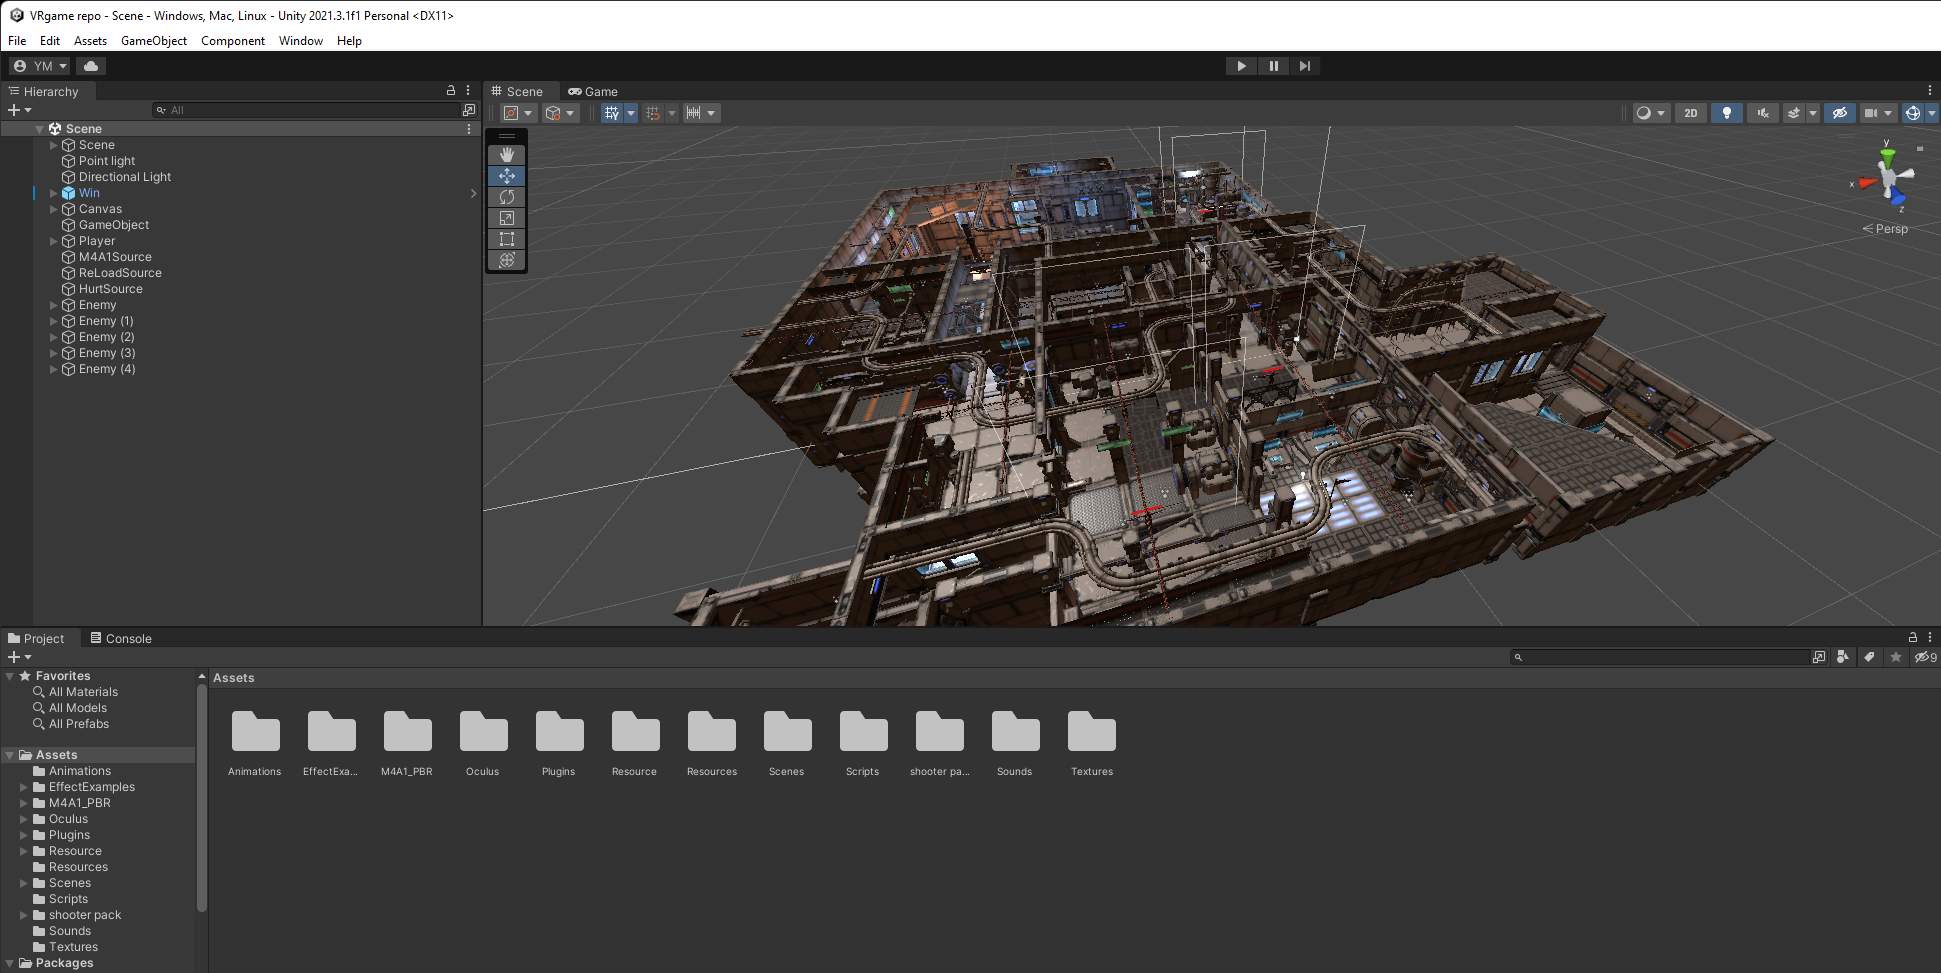 VRgame repo - Scene - Windows, Mac, Linux - Unity 2021.3.1f1 Personal <DX11>
File Edit Assets GameObject Component Window Help
YM
Hierarchy
All
Scene
Scene
Point light
Directional Light
Win
Canvas
GameObject
Player
M4A1Source
ReLoadSource
HurtSource
Enemy
Enemy (1)
Enemy (2)
Enemy (3)
Enemy (4)
Scene Game
2D
y
x
z
Persp
Project Console
9
Favorites
All Materials
All Models
All Prefabs
Assets
Animations
EffectExamples
M4A1_PBR
Oculus
Plugins
Resource
Resources
Scenes
Scripts
shooter pack
Sounds
Textures
Packages
Assets
Animations EffectExa... M4A1_PBR Oculus Plugins Resource Resources Scenes Scripts shooter pa... Sounds Textures